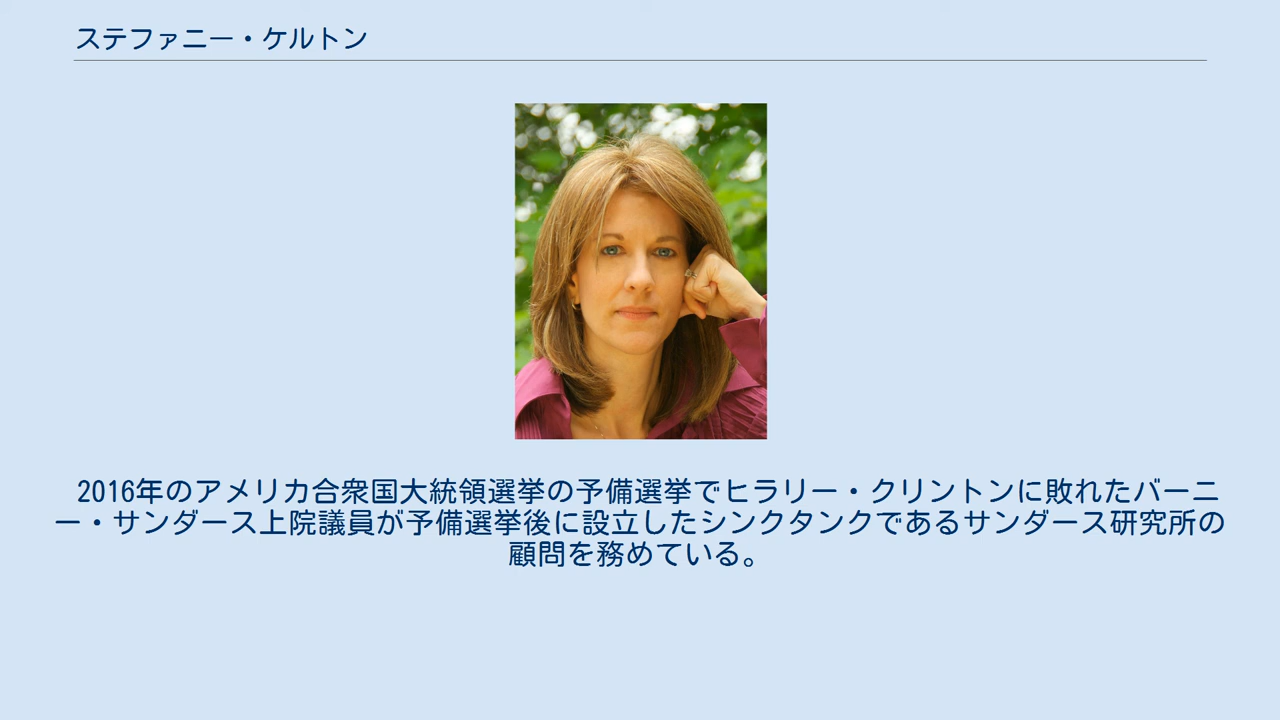 ステファニー・ケルトン
2016年のアメリカ合衆国大統領選挙の予備選挙でヒラリー・クリントンに敗れたバーニ
ー・サンダース上院議員が予備選挙後に設立したシンクタンクであるサンダース研究所の
顧問を務めている。